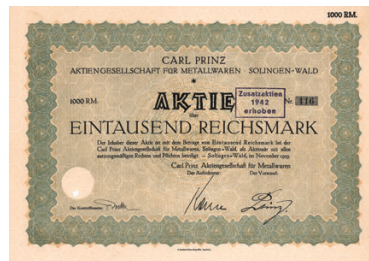 1000 RM.
CARL PRINZ
AKTIENGESELLSCHAFT FÜR METALLWAREN · SOLINGEN-WALD
1000 RM
AKTIE
Zusatzaktien
1942
erhoben
Nr. 116
über
EINTAUSEND REICHSMARK
Der Inhaber dieser Aktie ist mit dem Betrage von Eintausend Reichsmark bei der
Carl Prinz Aktiengesellschaft für Metallwaren, Solingen-Wald, als Aktionär mit allen
satzungsmäßigen Rechten und Pflichten beteiligt. – Solingen-Wald, im November
Carl Prinz Aktiengesellschaft für Metallwaren
Der Aufsichtsrat: Der Vorstand: